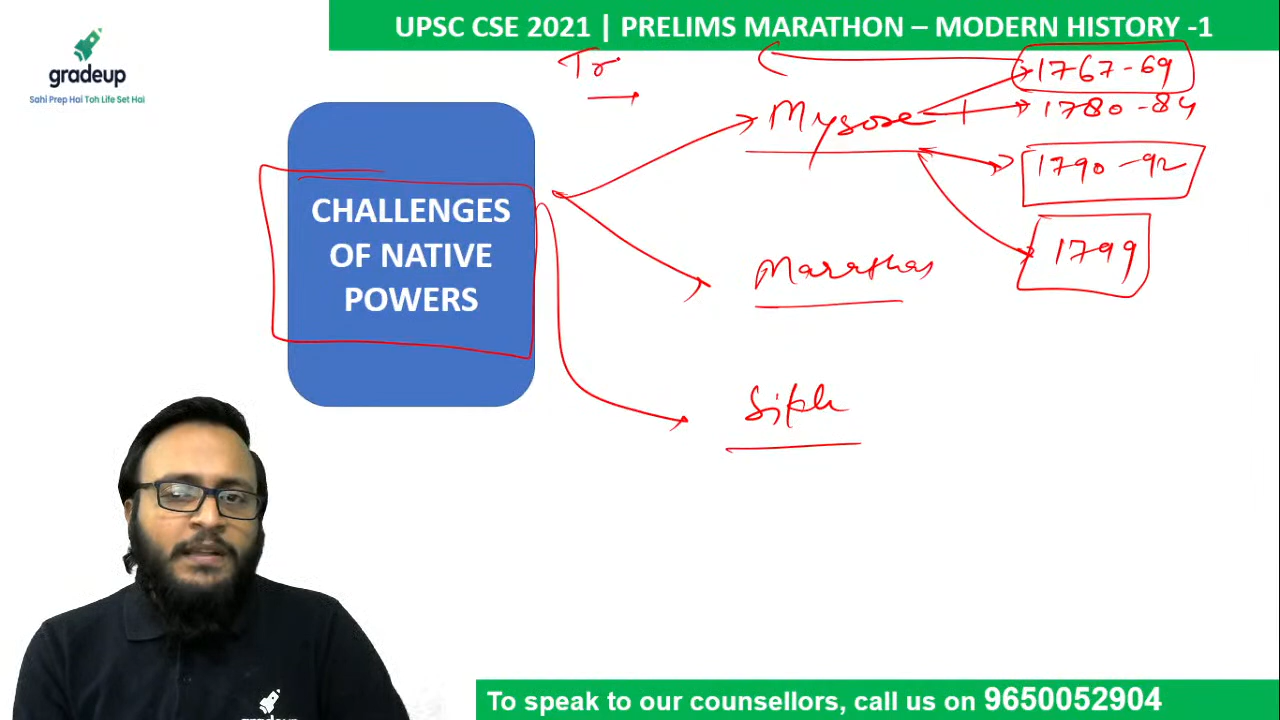 UPSC CSE 2021 | PRELIMS MARATHON – MODERN HISTORY -1
gradeup
Sahi Prep Hai Toh Life Set Hai
Tr
1767-69
Mysore
1780-84
1790-92
1799
CHALLENGES
OF NATIVE
POWERS
Marathas
Sikh
gradeup
To speak to our counsellors, call us on 9650052904